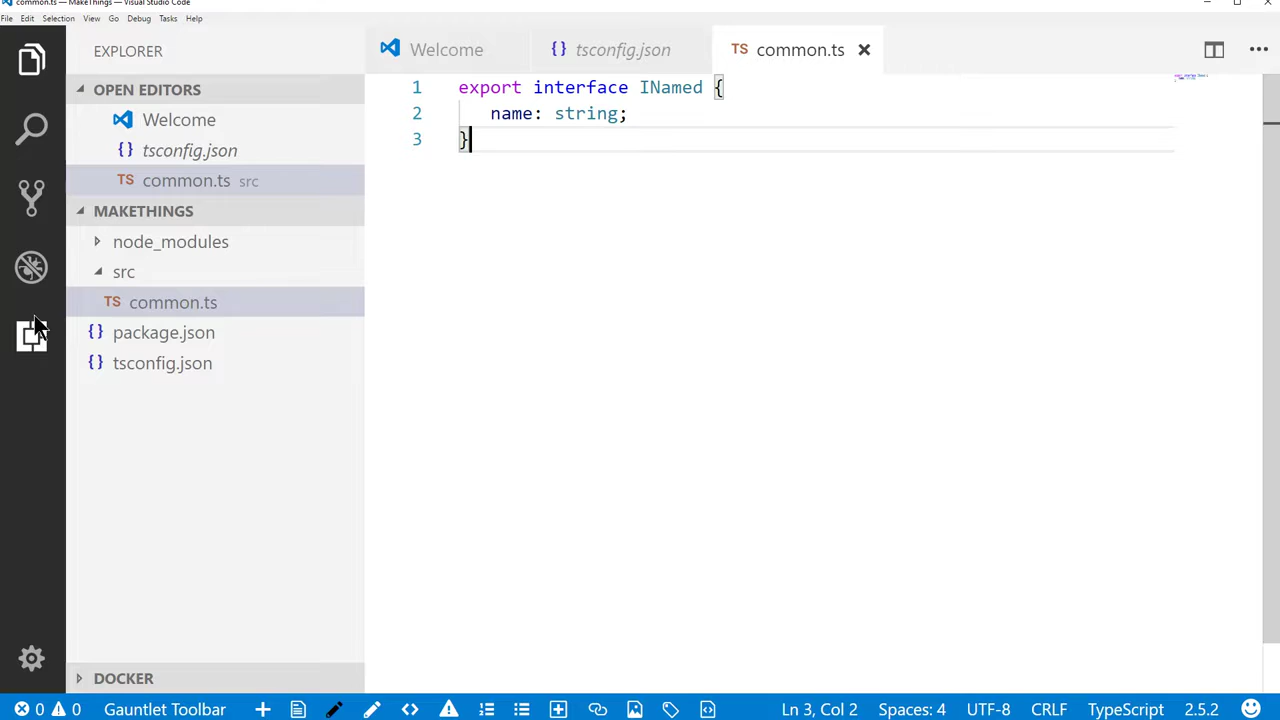 common.ts — MakeThings — Visual Studio Code
File Edit Selection View Go Debug Tasks Help
EXPLORER
OPEN EDITORS
Welcome
{} tsconfig.json
TS common.ts src
MAKETHINGS
node_modules
src
TS common.ts
{} package.json
{} tsconfig.json
DOCKER
Welcome {} tsconfig.json TS common.ts
1 export interface INamed {
2 name: string;
3 }
0 0 Gauntlet Toolbar Ln 3, Col 2 Spaces: 4 UTF-8 CRLF TypeScript 2.5.2